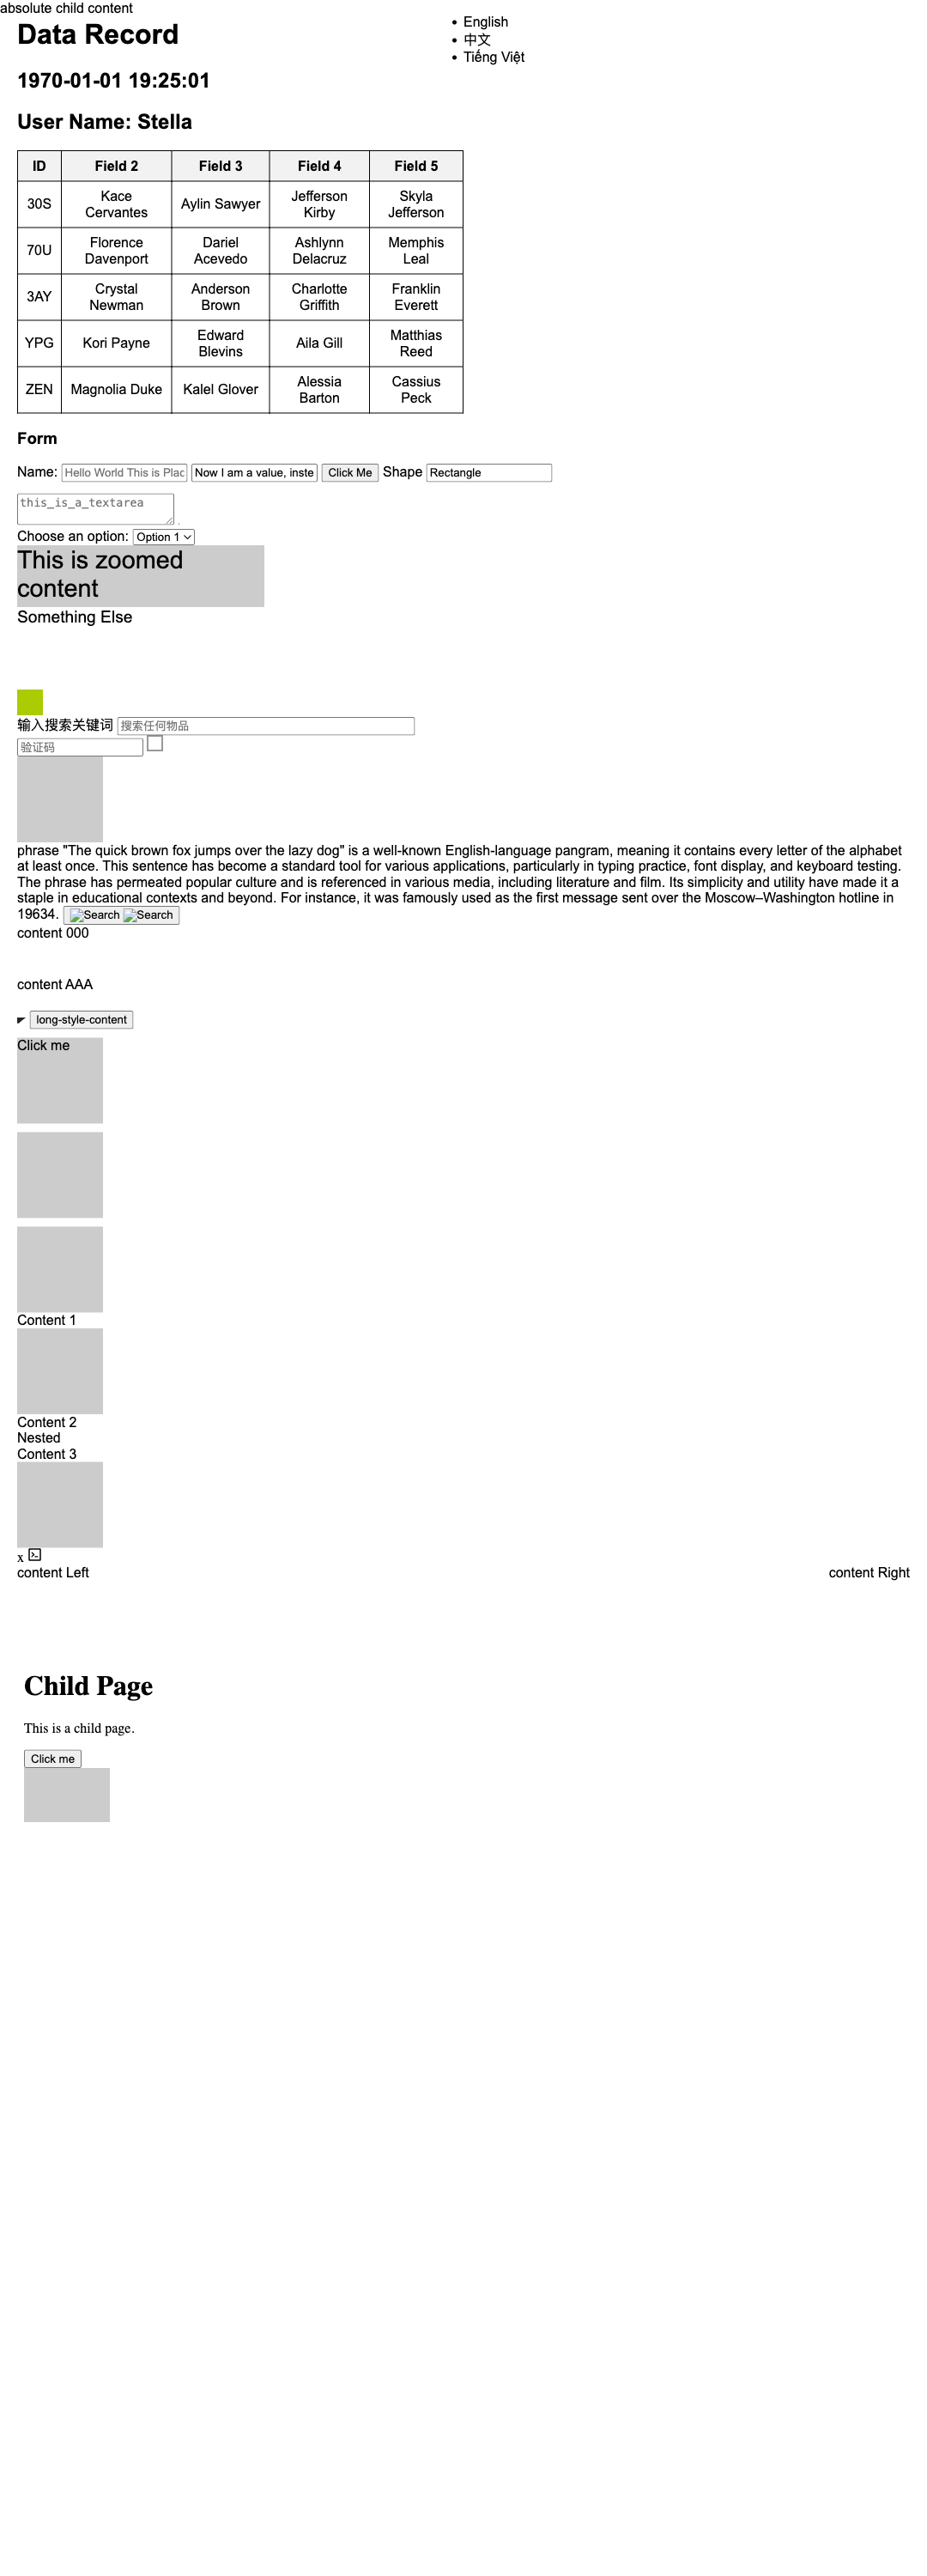 absolute child content
Data Record
English
中文
Tiếng Việt
1970-01-01 19:25:01
User Name: Stella
ID Field 2 Field 3 Field 4 Field 5
30S Kace Cervantes Aylin Sawyer Jefferson Kirby Skyla Jefferson
70U Florence Davenport Dariel Acevedo Ashlynn Delacruz Memphis Leal
3AY Crystal Newman Anderson Brown Charlotte Griffith Franklin Everett
YPG Kori Payne Edward Blevins Aila Gill Matthias Reed
ZEN Magnolia Duke Kalel Glover Alessia Barton Cassius Peck
Form
Name: Hello World This is Plac Now I am a value, inste Click Me Shape Rectangle
this_is_a_textarea
Choose an option: Option 1
This is zoomed
content
Something Else
输入搜索关键词 搜索任何物品
验证码
phrase "The quick brown fox jumps over the lazy dog" is a well-known English-language pangram, meaning it contains every letter of the alphabet
at least once. This sentence has become a standard tool for various applications, particularly in typing practice, font display, and keyboard testing.
The phrase has permeated popular culture and is referenced in various media, including literature and film. Its simplicity and utility have made it a
staple in educational contexts and beyond. For instance, it was famously used as the first message sent over the Moscow–Washington hotline in
19634. Search Search
content 000
content AAA
long-style-content
Click me
Content 1
Content 2
Nested
Content 3
x
content Left content Right
Child Page
This is a child page.
Click me